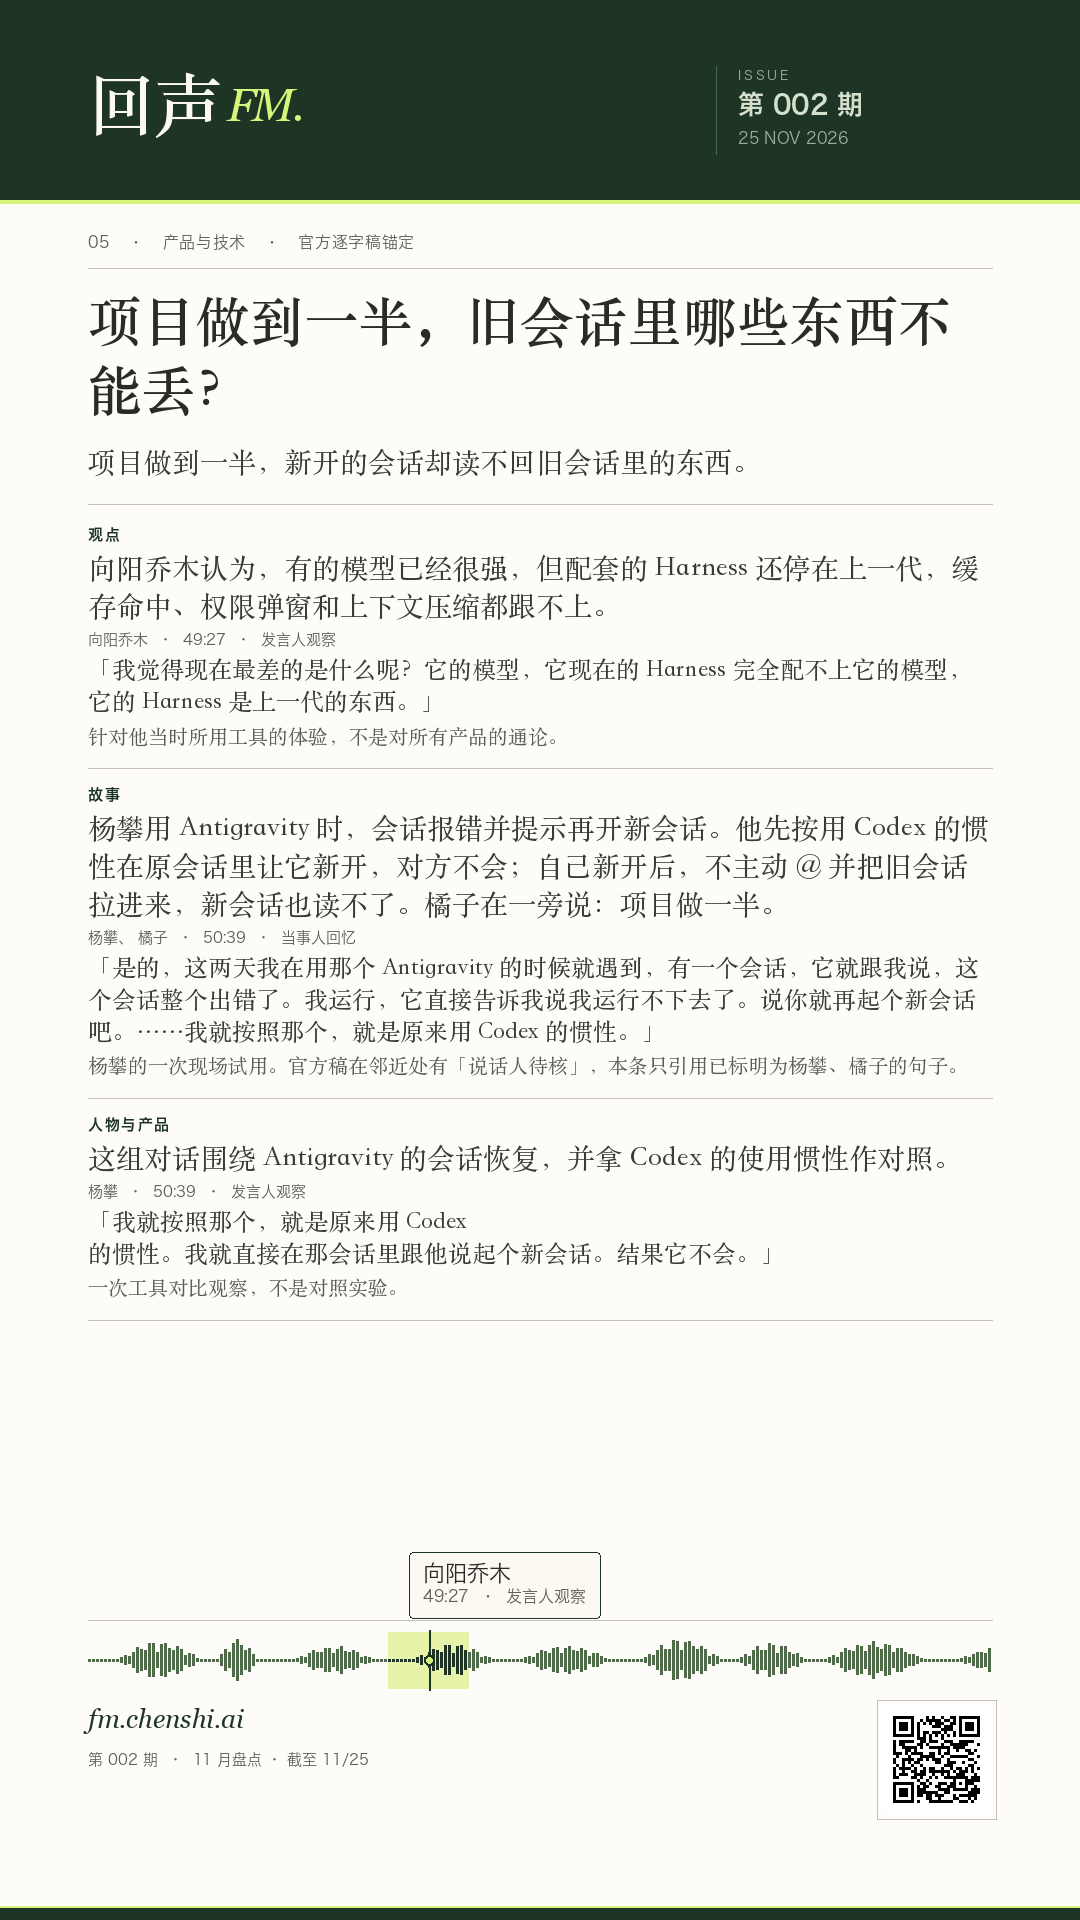 回声 FM.
ISSUE
第 002 期
25 NOV 2026
05 · 产品与技术 · 官方逐字稿锚定
项目做到一半，旧会话里哪些东西不
能丢？
项目做到一半，新开的会话却读不回旧会话里的东西。
观点
向阳乔木认为，有的模型已经很强，但配套的 Harness 还停在上一代，缓
存命中、权限弹窗和上下文压缩都跟不上。
向阳乔木 · 49:27 · 发言人观察
「我觉得现在最差的是什么呢？它的模型，它现在的 Harness 完全配不上它的模型，
它的 Harness 是上一代的东西。」
针对他当时所用工具的体验，不是对所有产品的通论。
故事
杨攀用 Antigravity 时，会话报错并提示再开新会话。他先按用 Codex 的惯
性在原会话里让它新开，对方不会；自己新开后，不主动 @ 并把旧会话
拉进来，新会话也读不了。橘子在一旁说：项目做一半。
杨攀、 橘子 · 50:39 · 当事人回忆
「是的，这两天我在用那个 Antigravity 的时候就遇到，有一个会话，它就跟我说，这
个会话整个出错了。我运行，它直接告诉我说我运行不下去了。说你就再起个新会话
吧。……我就按照那个，就是原来用 Codex 的惯性。」
杨攀的一次现场试用。官方稿在邻近处有「说话人待核」，本条只引用已标明为杨攀、橘子的句子。
人物与产品
这组对话围绕 Antigravity 的会话恢复，并拿 Codex 的使用惯性作对照。
杨攀 · 50:39 · 发言人观察
「我就按照那个，就是原来用 Codex
的惯性。我就直接在那会话里跟他说起个新会话。结果它不会。」
一次工具对比观察，不是对照实验。
向阳乔木
49:27 · 发言人观察
fm.chenshi.ai
第 002 期 · 11 月盘点 · 截至 11/25